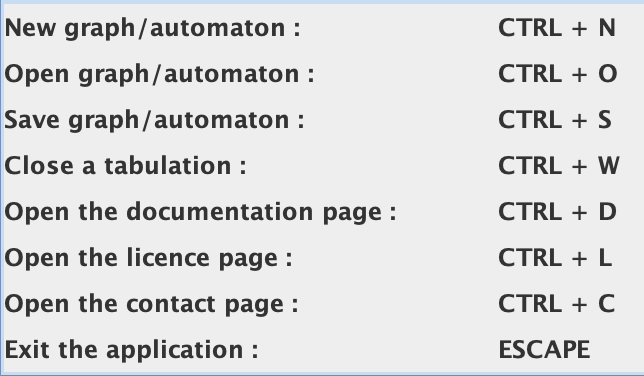 New graph/automaton : CTRL + N
Open graph/automaton : CTRL + O
Save graph/automaton : CTRL + S
Close a tabulation : CTRL + W
Open the documentation page : CTRL + D
Open the licence page : CTRL + L
Open the contact page : CTRL + C
Exit the application : ESCAPE